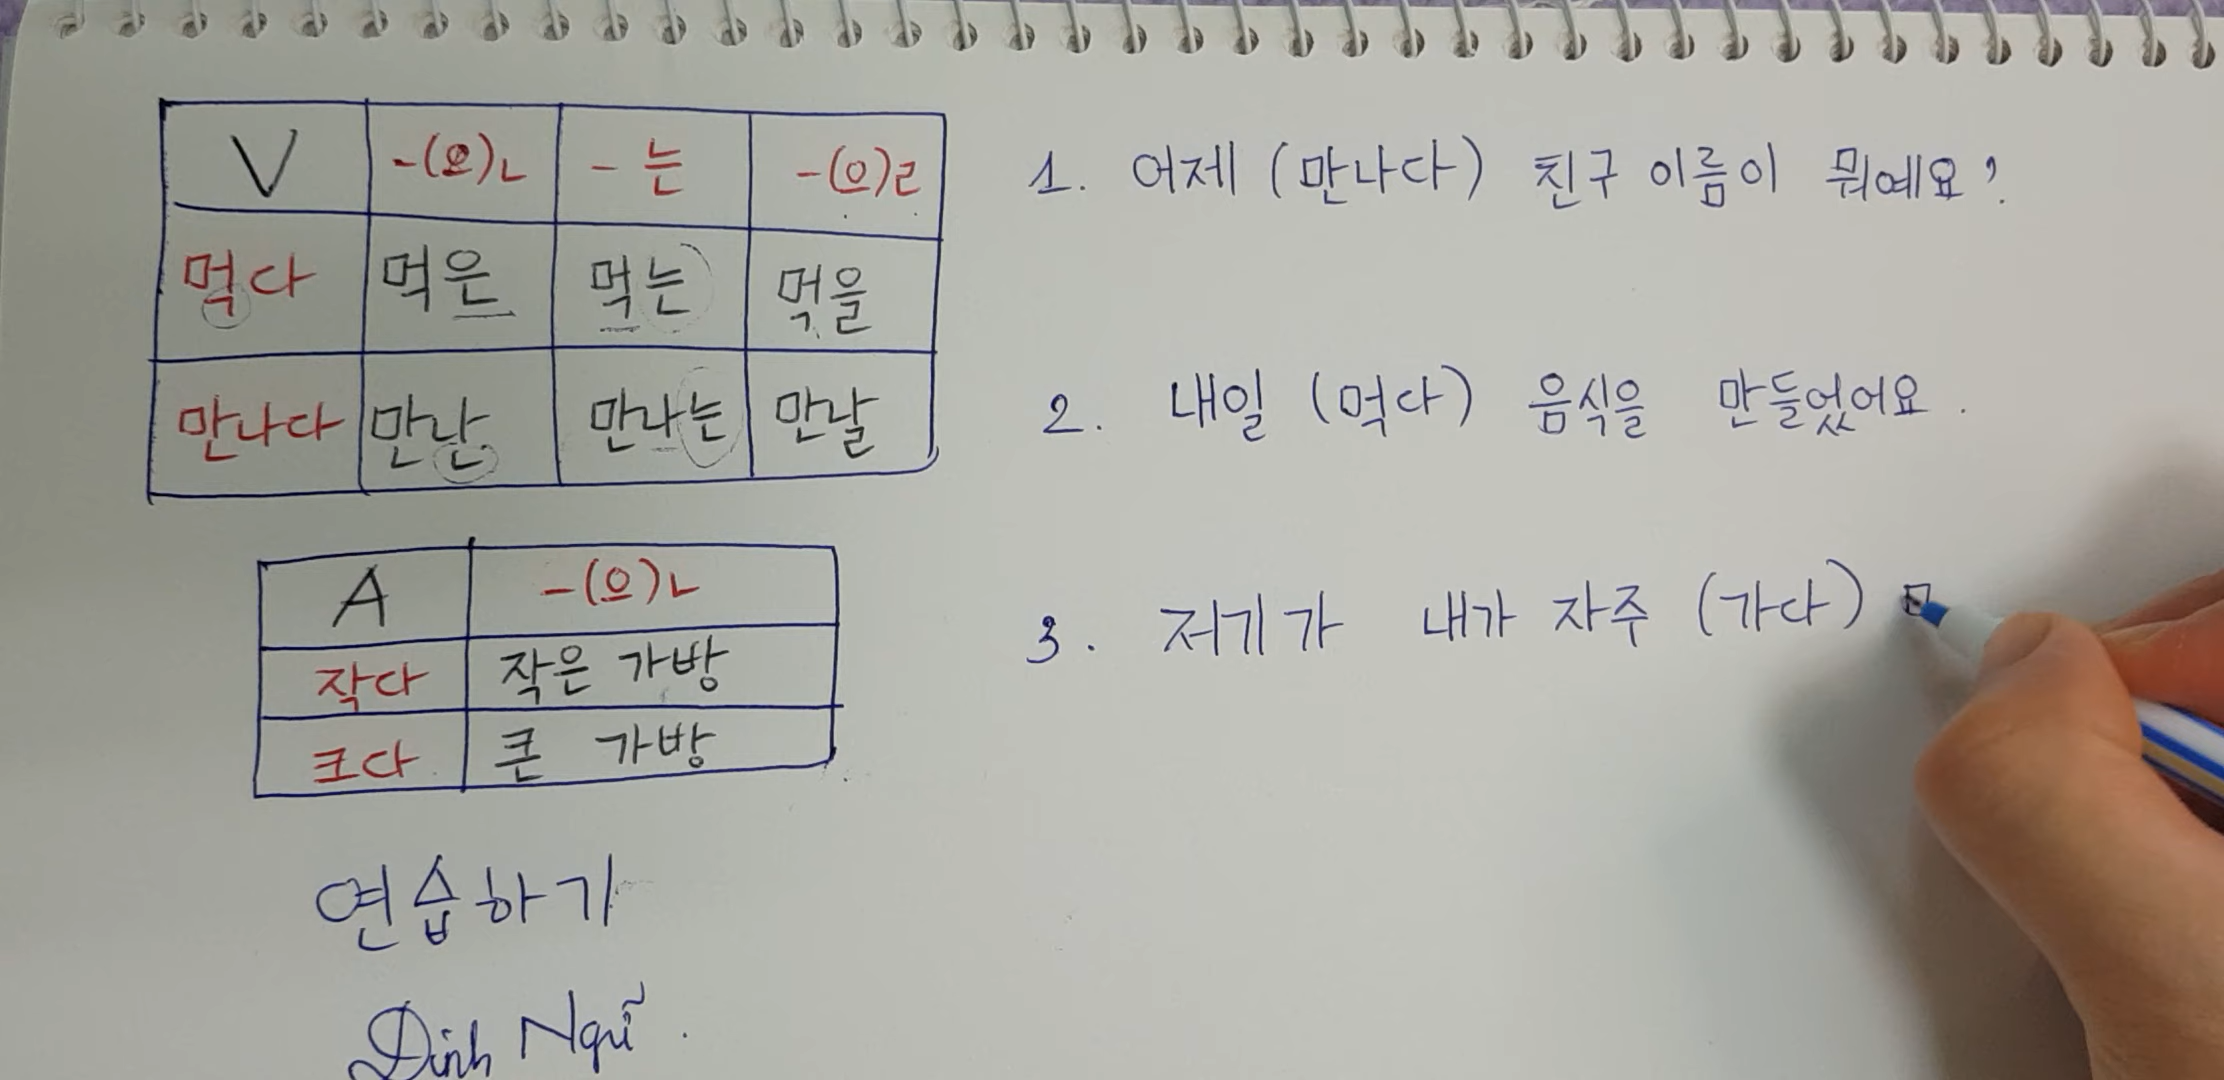 V -(으)ㄴ -는 -(으)ㄹ
먹다 먹은 먹는 먹을
만나다 만난 만나는 만날
A -(으)ㄴ
작다 작은 가방
크다 큰 가방
연습하기
Định Ngữ.
1. 어제 (만나다) 친구 이름이 뭐예요?
2. 내일 (먹다) 음식을 만들었어요.
3. 저기가 내가 자주 (가다)